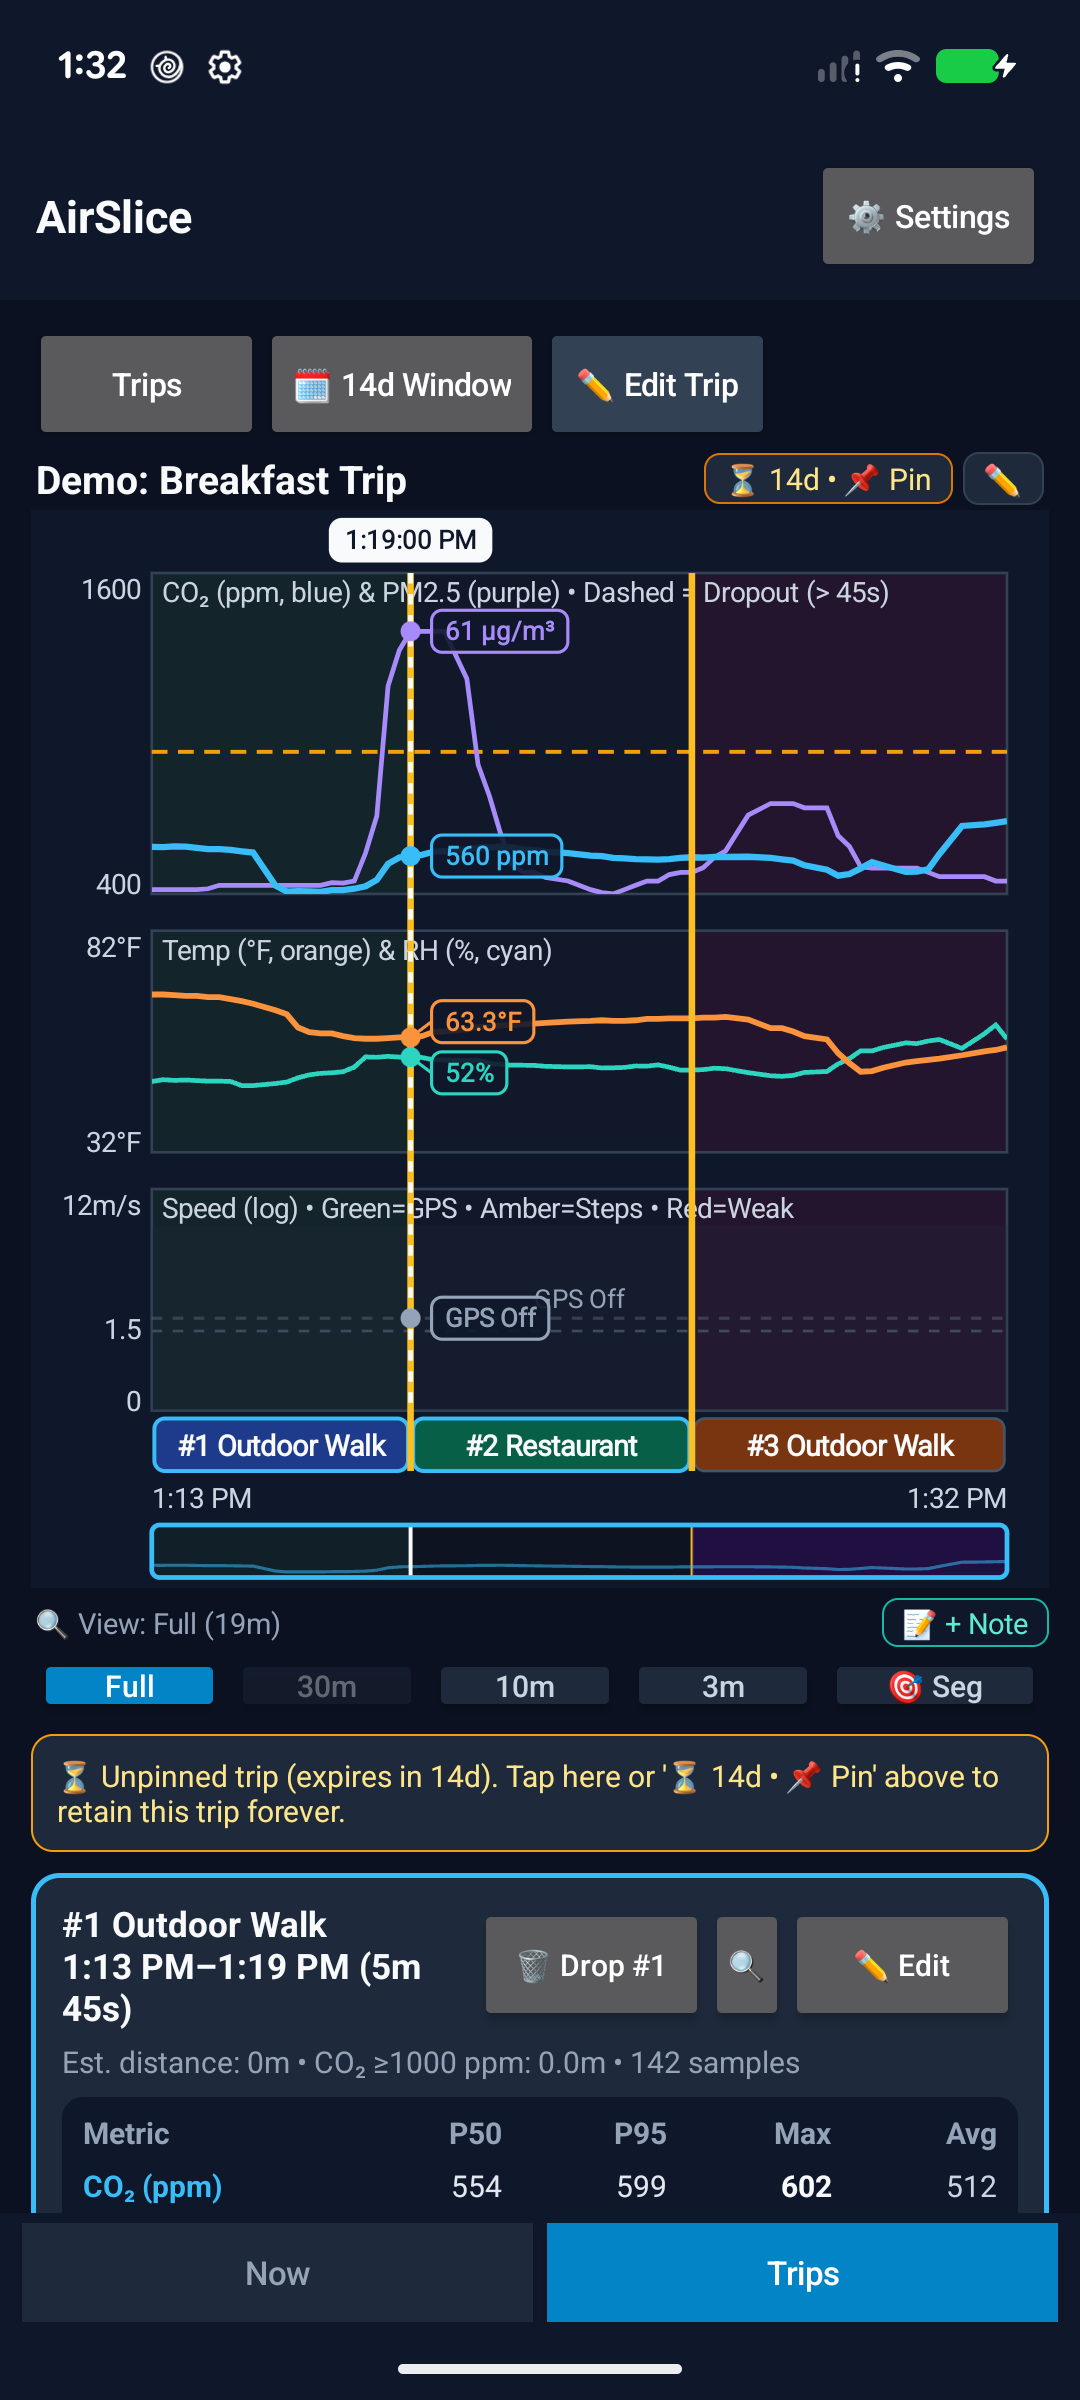 1:32
AirSlice
⚙️ Settings
Trips
🗓️ 14d Window
✏️ Edit Trip
Demo: Breakfast Trip
⏳ 14d • 📌 Pin
✏️
1:19:00 PM
1600
CO₂ (ppm, blue) & PM2.5 (purple) • Dashed = Dropout (> 45s)
61 µg/m³
560 ppm
400
82°F
Temp (°F, orange) & RH (%, cyan)
63.3°F
52%
32°F
12m/s
Speed (log) • Green=GPS • Amber=Steps • Red=Weak
GPS Off
GPS Off
1.5
0
#1 Outdoor Walk
#2 Restaurant
#3 Outdoor Walk
1:13 PM
1:32 PM
🔍 View: Full (19m)
📝 + Note
Full
30m
10m
3m
🎯 Seg
⏳ Unpinned trip (expires in 14d). Tap here or '⏳ 14d • 📌 Pin' above to
retain this trip forever.
#1 Outdoor Walk
1:13 PM–1:19 PM (5m
45s)
🗑️ Drop #1
🔍
✏️ Edit
Est. distance: 0m • CO₂ ≥1000 ppm: 0.0m • 142 samples
Metric P50 P95 Max Avg
CO₂ (ppm) 554 599 602 512
Now
Trips